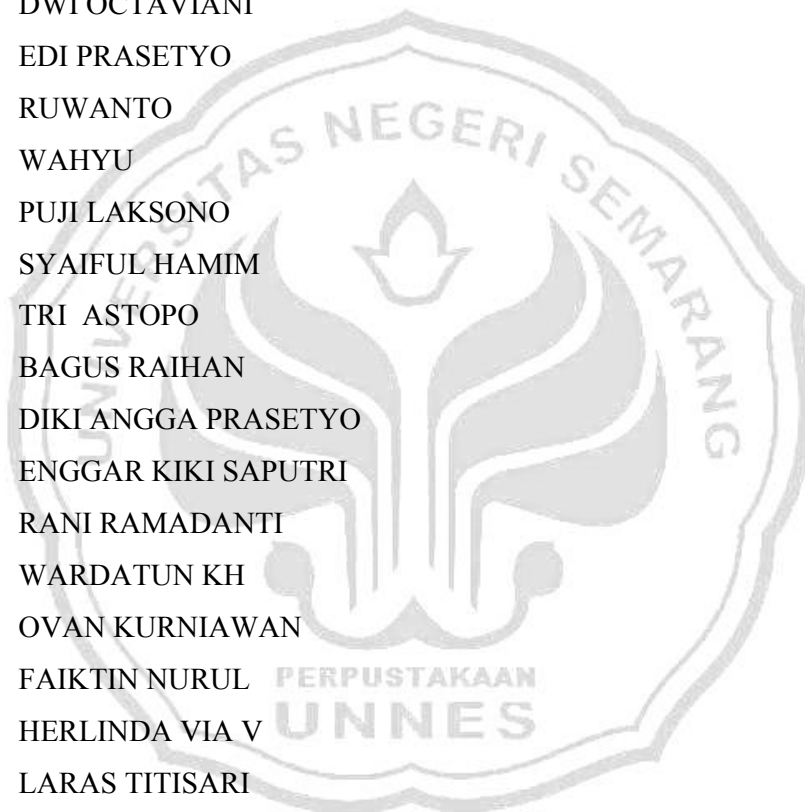 DWI OCTAVIANI
EDI PRASETYO
RUWANTO
WAHYU
PUJI LAKSONO
SYAIFUL HAMIM
TRI ASTOPO
BAGUS RAIHAN
DIKI ANGGA PRASETYO
ENGGAR KIKI SAPUTRI
RANI RAMADANTI
WARDATUN KH
OVAN KURNIAWAN
FAIKTIN NURUL
HERLINDA VIA V
LARAS TITISARI
UNIVERSITAS NEGERI SEMARANG
PERPUSTAKAAN
UNNES